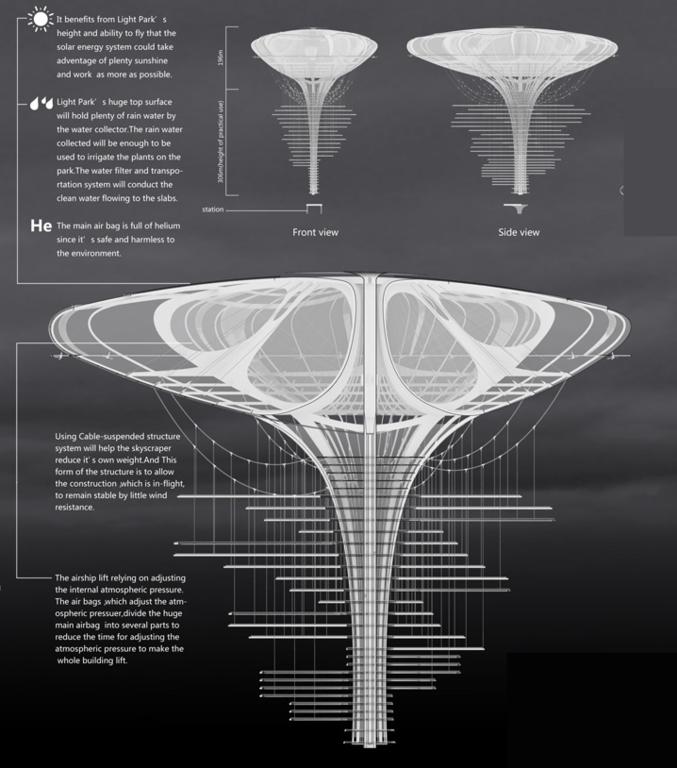 It benefits from Light Park's
height and ability to fly that the
solar energy system could take
advantage of plenty sunshine
and work as more as possible.
Light Park's huge top surface
will hold plenty of rain water by
the water collector.The rain water
collected will be enough to be
used to irrigate the plants on the
park.The water filter and transpo-
rtation system will conduct the
clean water flowing to the slabs.
He
The main air bag is full of helium
since it's safe and harmless to
the environment.
196m
306m(height of practical use)
station
Front view
Side view
Using Cable-suspended structure
system will help the skyscraper
reduce it's own weight.And This
form of the structure is to allow
the construction ,which is in-flight,
to remain stable by little wind
resistance.
The airship lift relying on adjusting
the internal atmospheric pressure.
The air bags ,which adjust the atm-
ospheric pressuer,divide the huge
main airbag into several parts to
reduce the time for adjusting the
atmospheric pressure to make the
whole building lift.